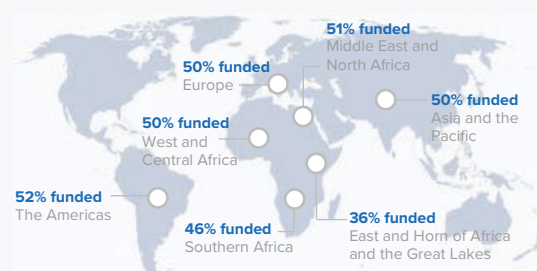 51% funded
Middle East and
North Africa
50% funded
Europe
50% funded
Asia and the
Pacific
50% funded
West and
Central Africa
52% funded
The Americas
46% funded
Southern Africa
36% funded
East and Horn of Africa
and the Great Lakes